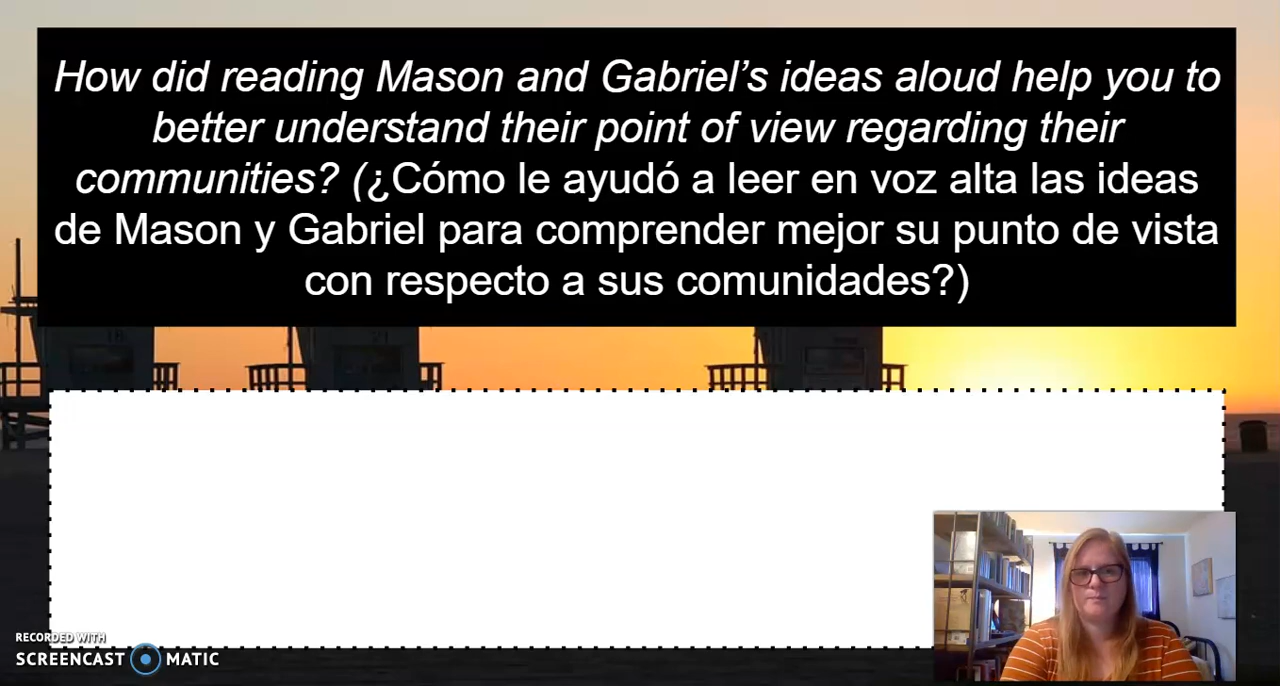 How did reading Mason and Gabriel’s ideas aloud help you to
better understand their point of view regarding their
communities? (¿Cómo le ayudó a leer en voz alta las ideas
de Mason y Gabriel para comprender mejor su punto de vista
con respecto a sus comunidades?)
RECORDED WITH
SCREENCAST MATIC